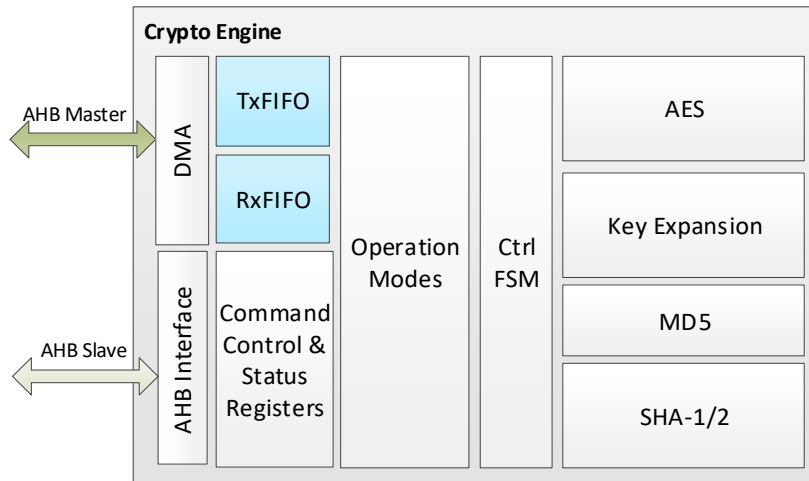 Crypto Engine
AHB Master
DMA
TxFIFO
RxFIFO
AHB Slave
AHB Interface
Command
Control &
Status
Registers
Operation
Modes
Ctrl
FSM
AES
Key Expansion
MD5
SHA-1/2